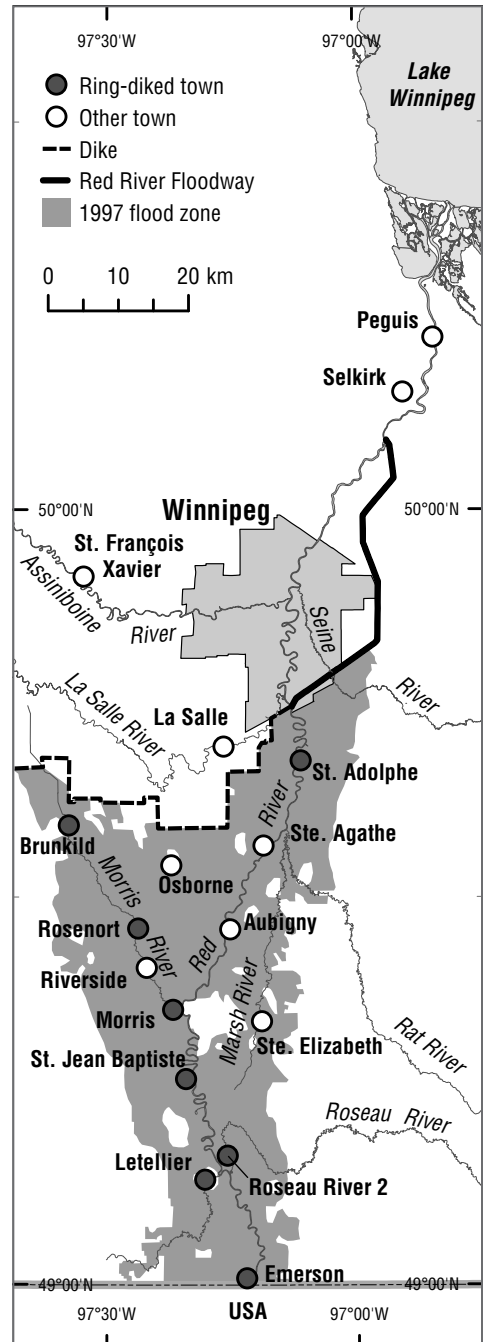 97°30'W
97°00'W
Lake
Winnipeg
Ring-diked town
Other town
Dike
Red River Floodway
1997 flood zone
0 10 20 km
Peguis
Selkirk
50°00'N
Winnipeg
50°00'N
St. François
Xavier
Assiniboine
River
Seine
River
La Salle River
La Salle
St. Adolphe
River
Ste. Agathe
Brunkild
Osborne
Morris
River
Rosenort
Aubigny
Red
Riverside
Marsh River
Morris
Ste. Elizabeth
Rat River
St. Jean Baptiste
Roseau River
Letellier
Roseau River 2
Emerson
49°00'N
49°00'N
USA
97°30'W
97°00'W